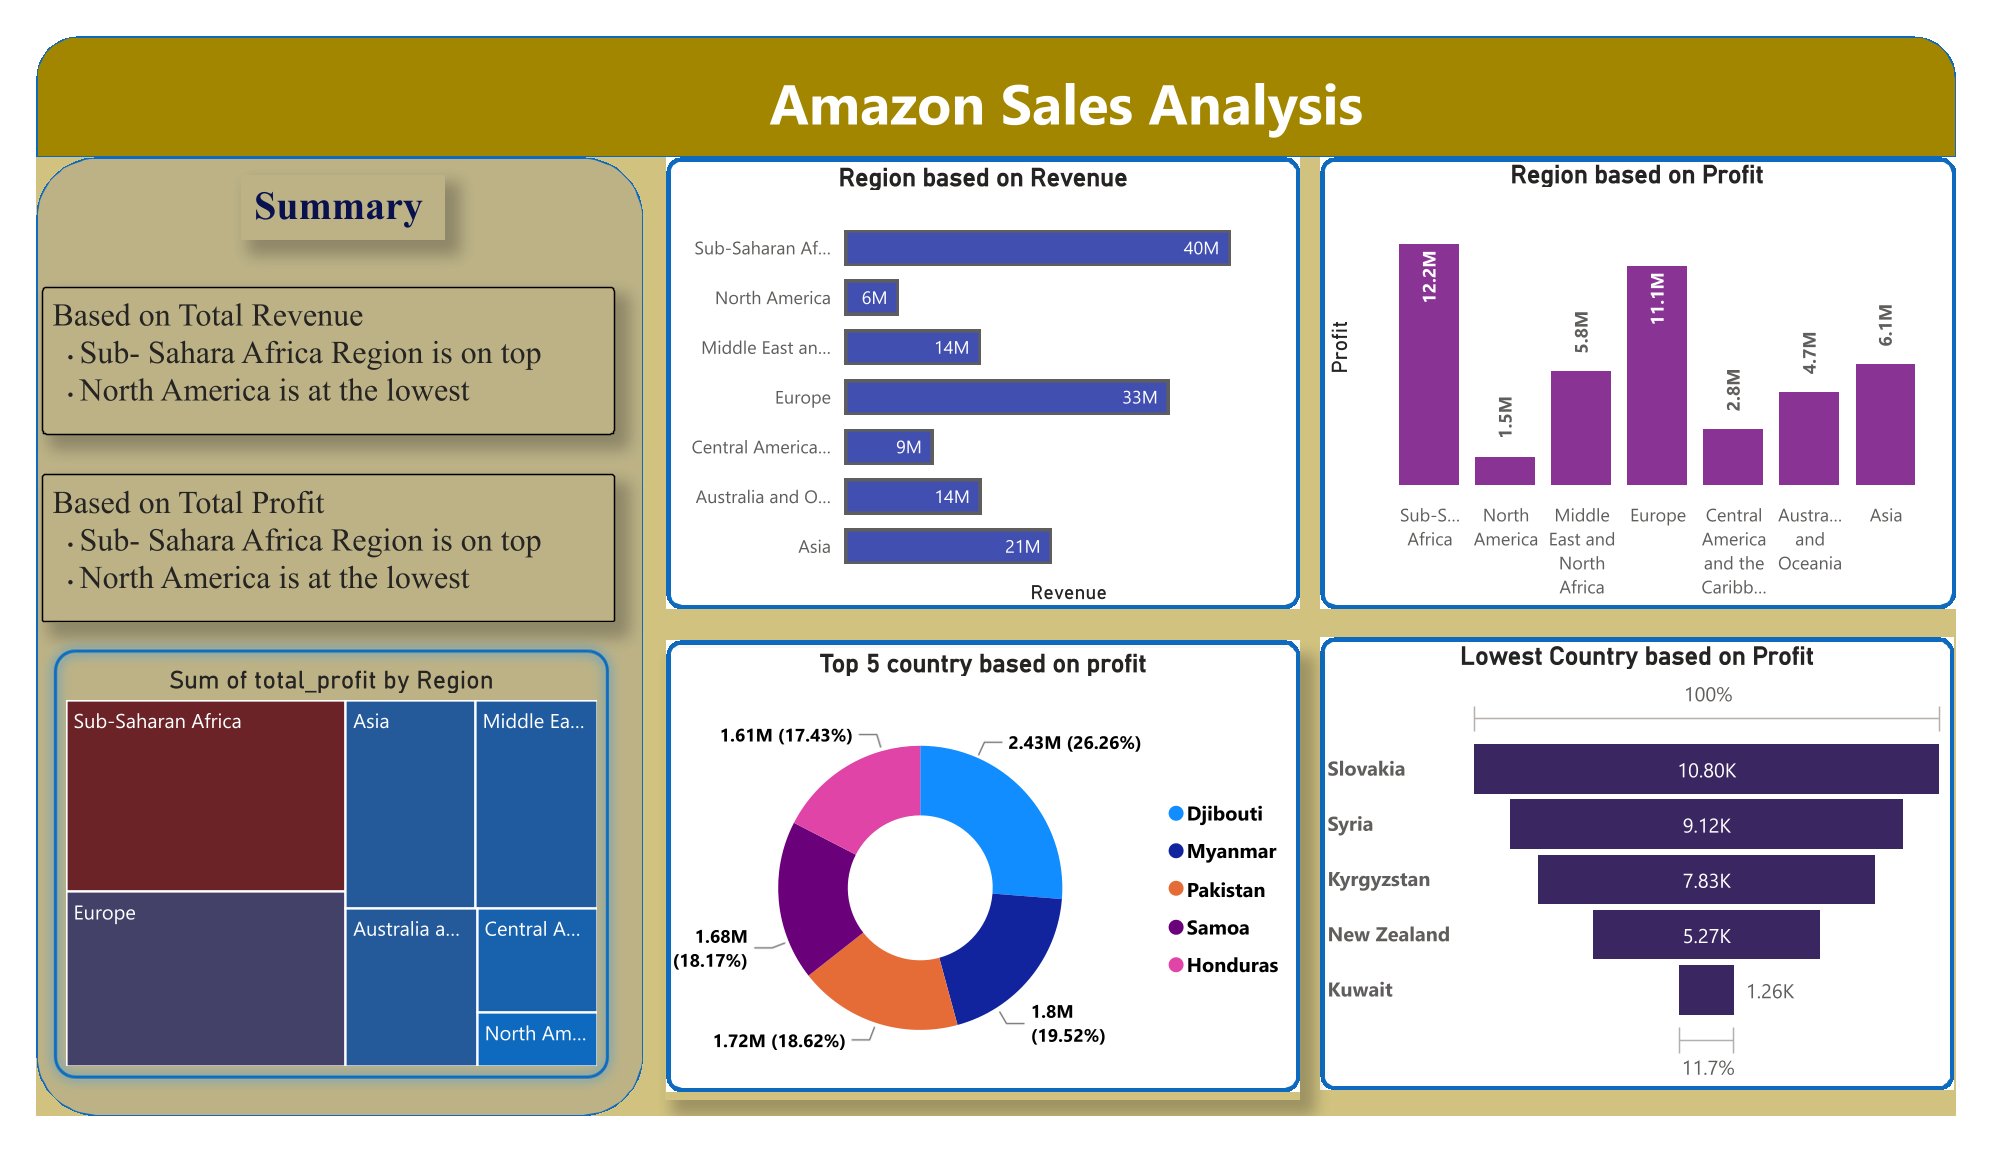 Amazon Sales Analysis
Summary
Based on Total Revenue
• Sub- Sahara Africa Region is on top
• North America is at the lowest
Based on Total Profit
• Sub- Sahara Africa Region is on top
• North America is at the lowest
Sum of total_profit by Region
Sub-Saharan Africa
Asia
Middle Ea...
Europe
Australia a...
Central A...
North Am...
Region based on Revenue
Sub-Saharan Af... 40M
North America 6M
Middle East an... 14M
Europe 33M
Central America... 9M
Australia and O... 14M
Asia 21M
Revenue
Region based on Profit
Profit
12.2M
1.5M
5.8M
11.1M
2.8M
4.7M
6.1M
Sub-S...
Africa
North
America
Middle
East and
North
Africa
Europe
Central
America
and the
Caribb...
Austra...
and
Oceania
Asia
Top 5 country based on profit
1.61M (17.43%)
2.43M (26.26%)
1.68M
(18.17%)
1.72M (18.62%)
1.8M
(19.52%)
Djibouti
Myanmar
Pakistan
Samoa
Honduras
Lowest Country based on Profit
100%
Slovakia 10.80K
Syria 9.12K
Kyrgyzstan 7.83K
New Zealand 5.27K
Kuwait 1.26K
11.7%